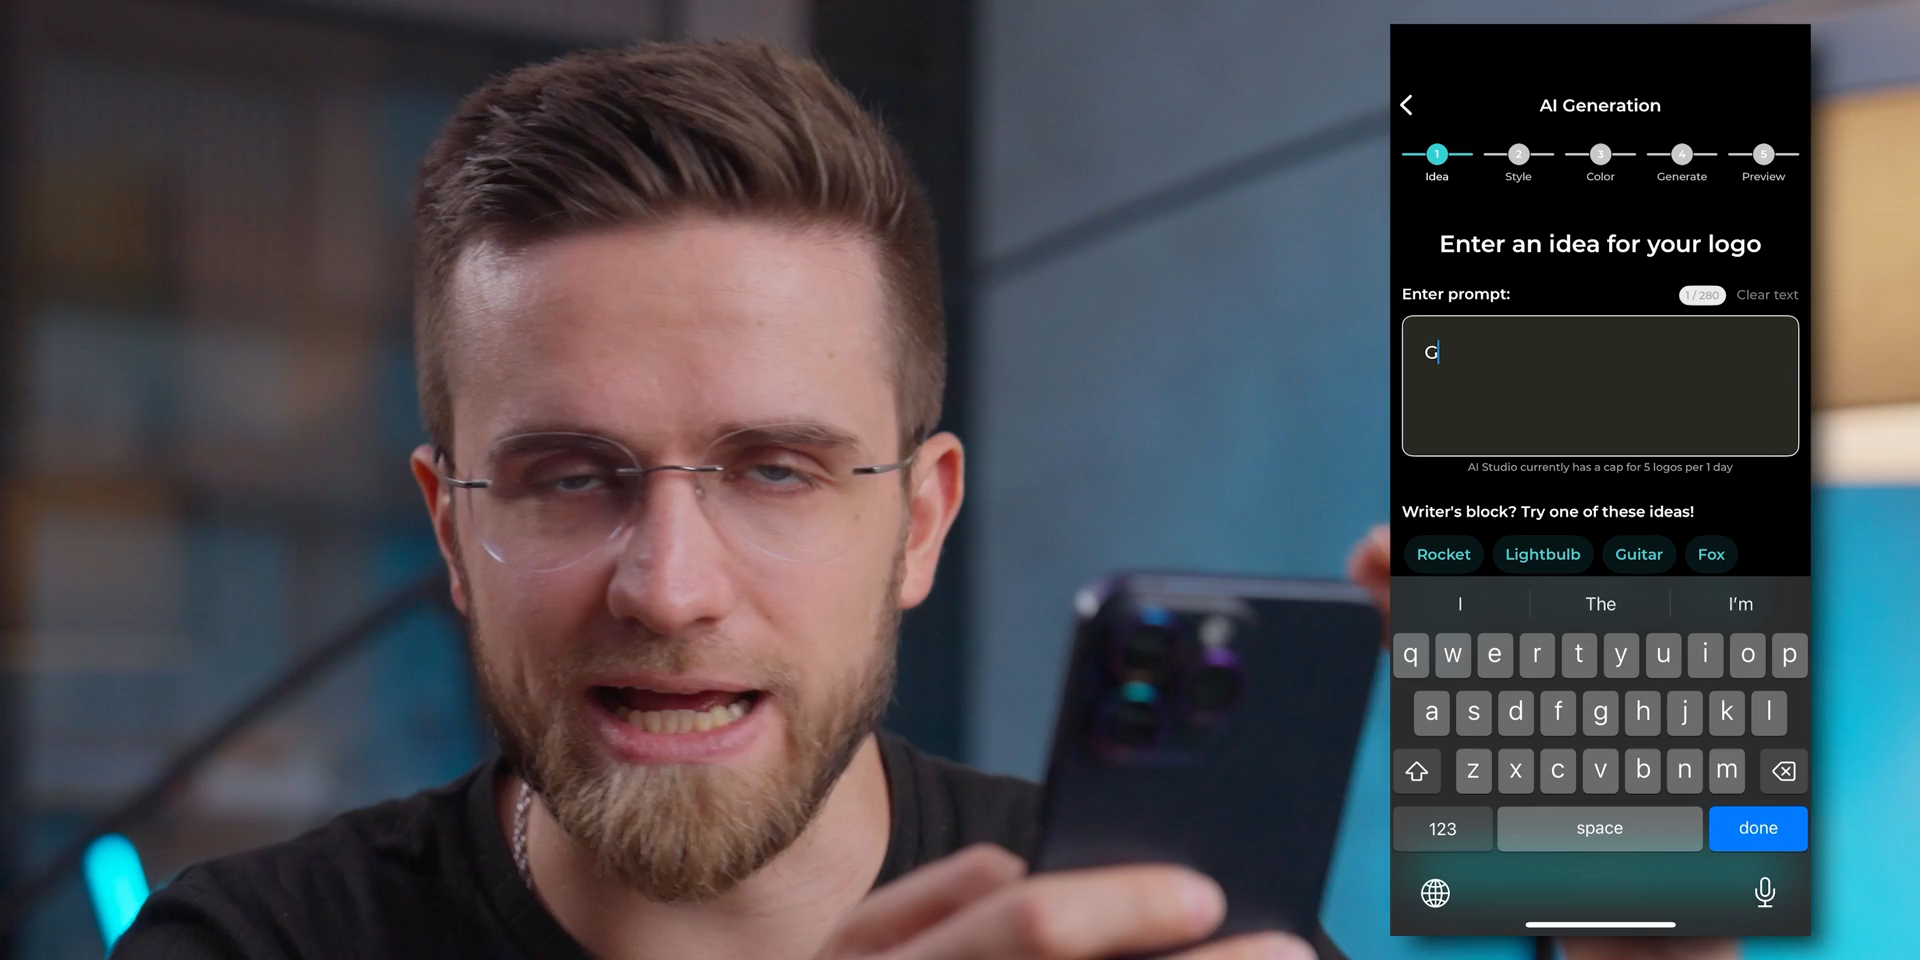 AI Generation
1 2 3 4 5
Idea Style Color Generate Preview
Enter an idea for your logo
Enter prompt: 1 / 280 Clear text
G
AI Studio currently has a cap for 5 logos per 1 day
Writer's block? Try one of these ideas!
Rocket Lightbulb Guitar Fox
I The I'm
q w e r t y u i o p
a s d f g h j k l
z x c v b n m
123 space done